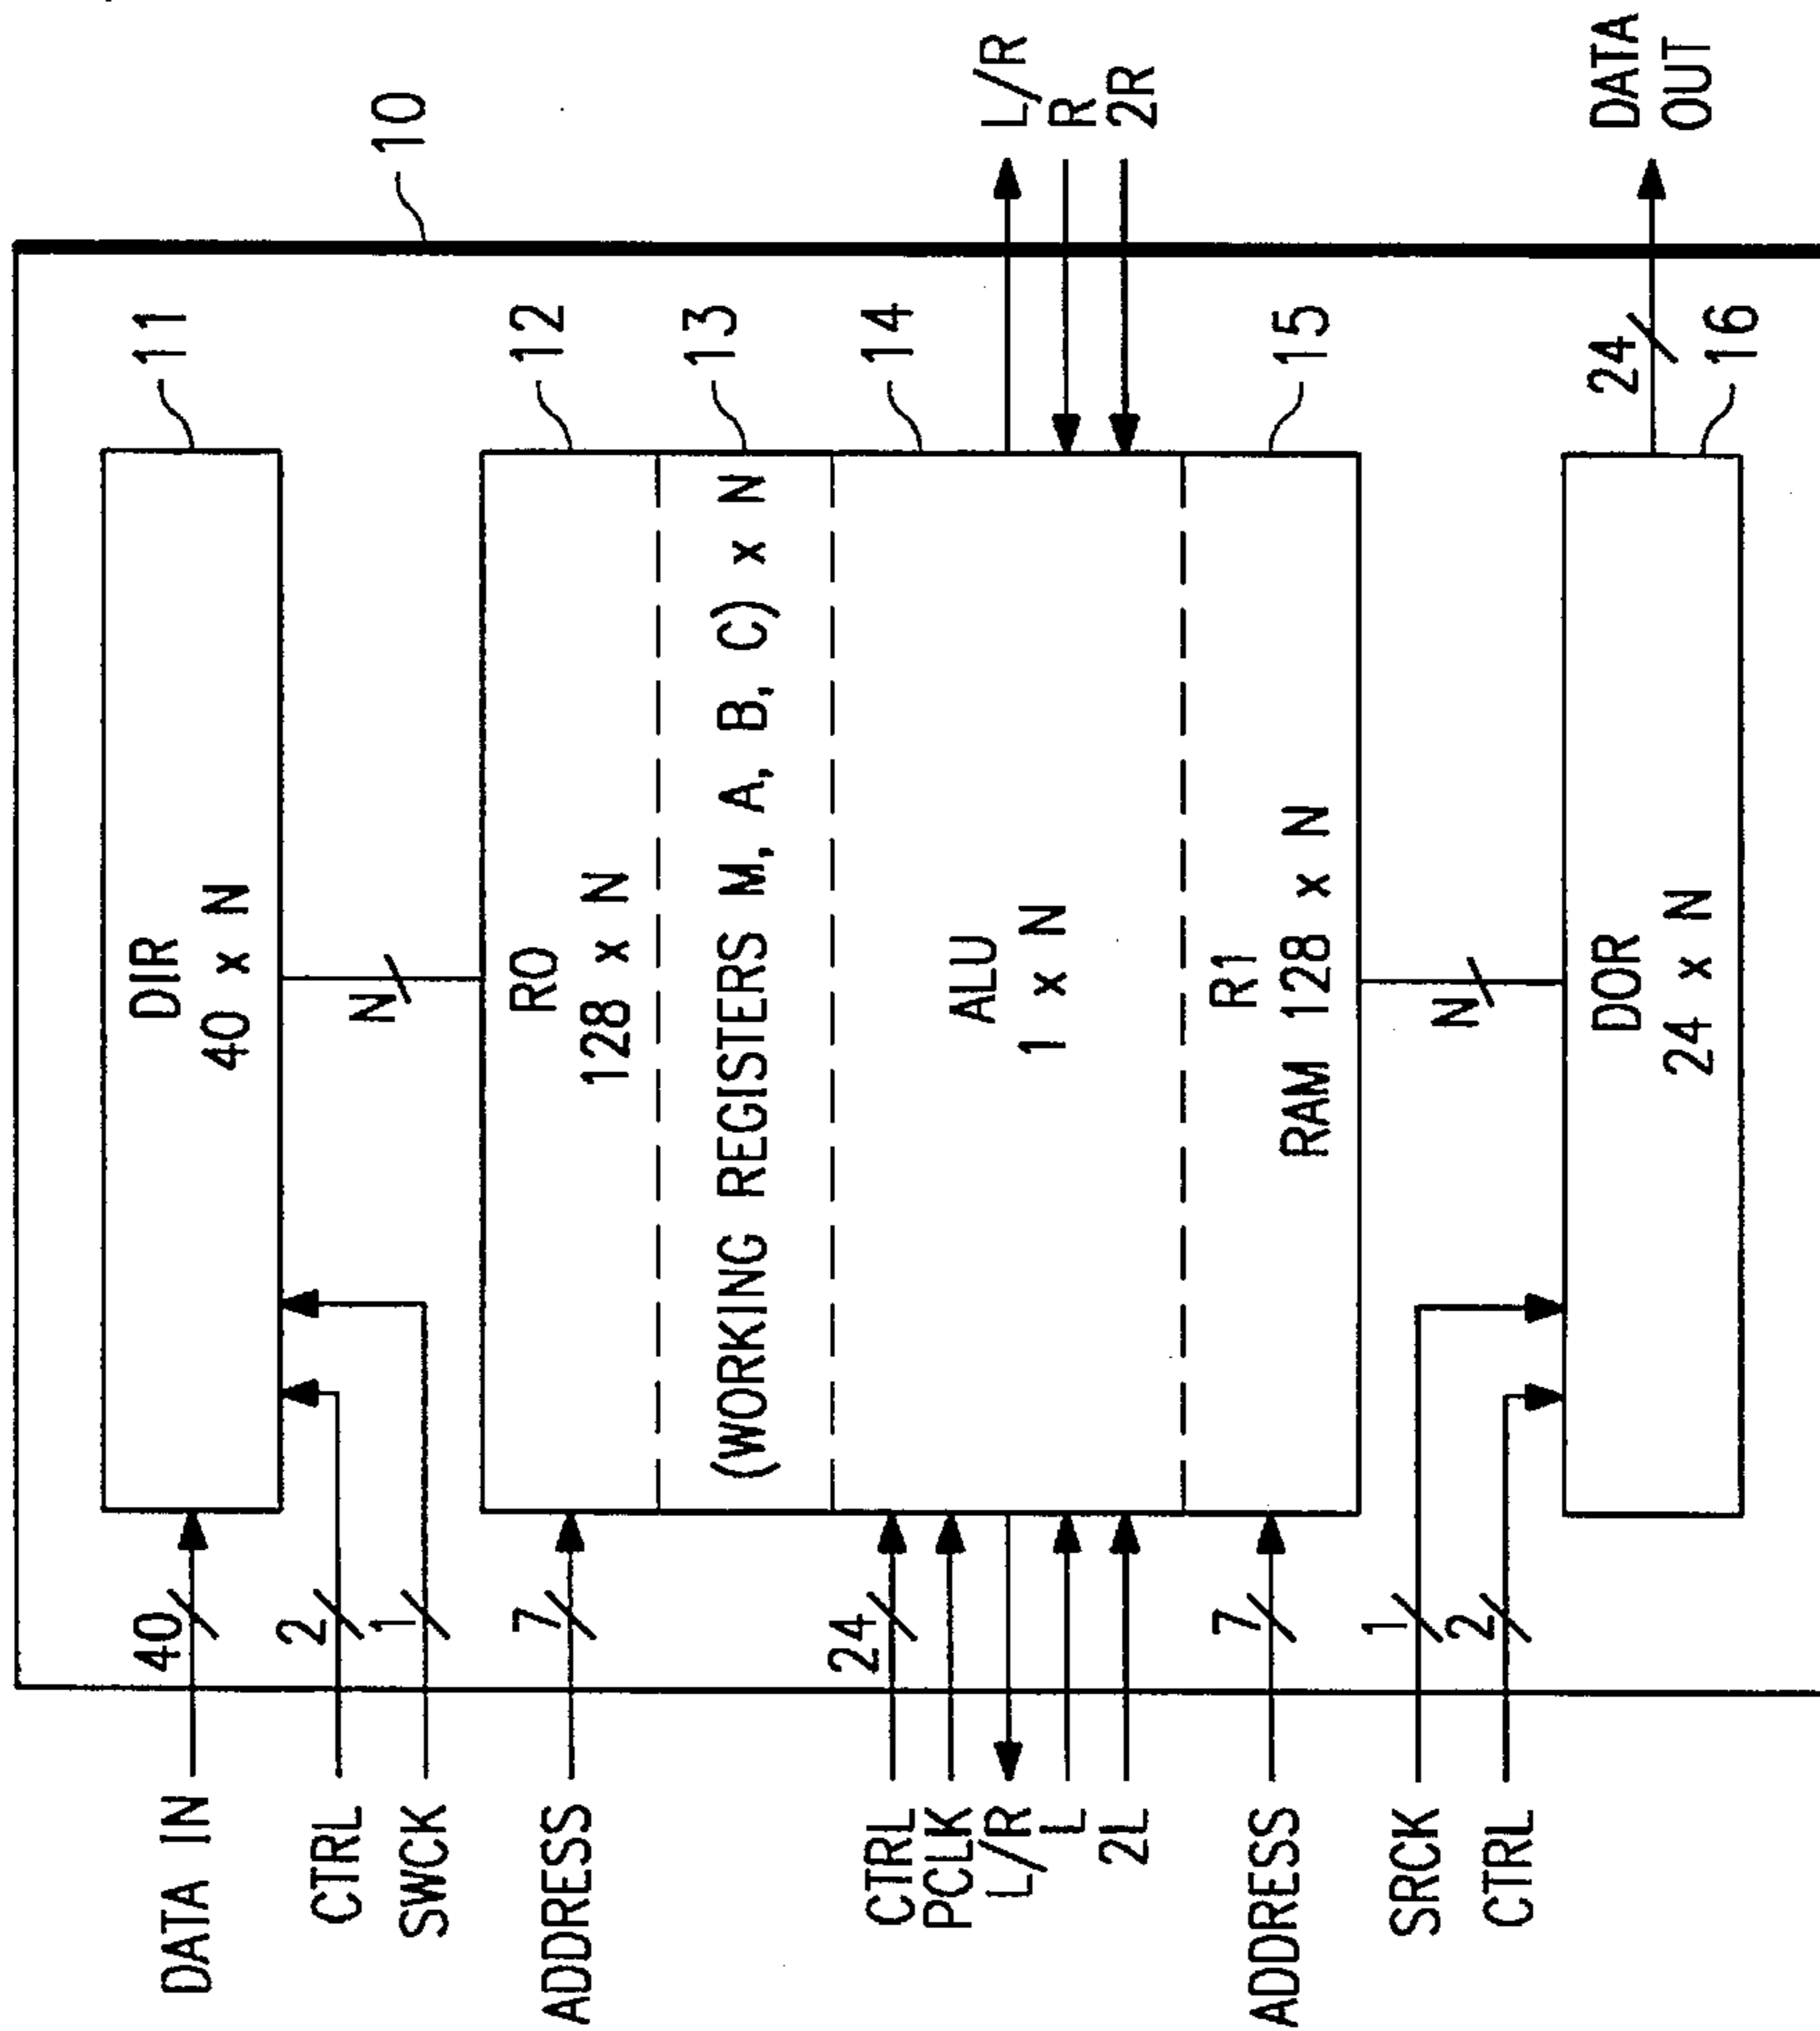 10
DATA IN
40
DIR
40 x N
11
CTRL
2
SWCK
1
N
ADDRESS
7
R0
128 x N
12
(WORKING REGISTERS M, A, B, C) x N
13
CTRL
24
PCLK
L/R
L
2L
ALU
1 x N
14
L/R
R
2R
ADDRESS
7
R1
RAM 128 x N
15
SRCK
1
CTRL
2
N
DOR
24 x N
24
16
DATA
OUT